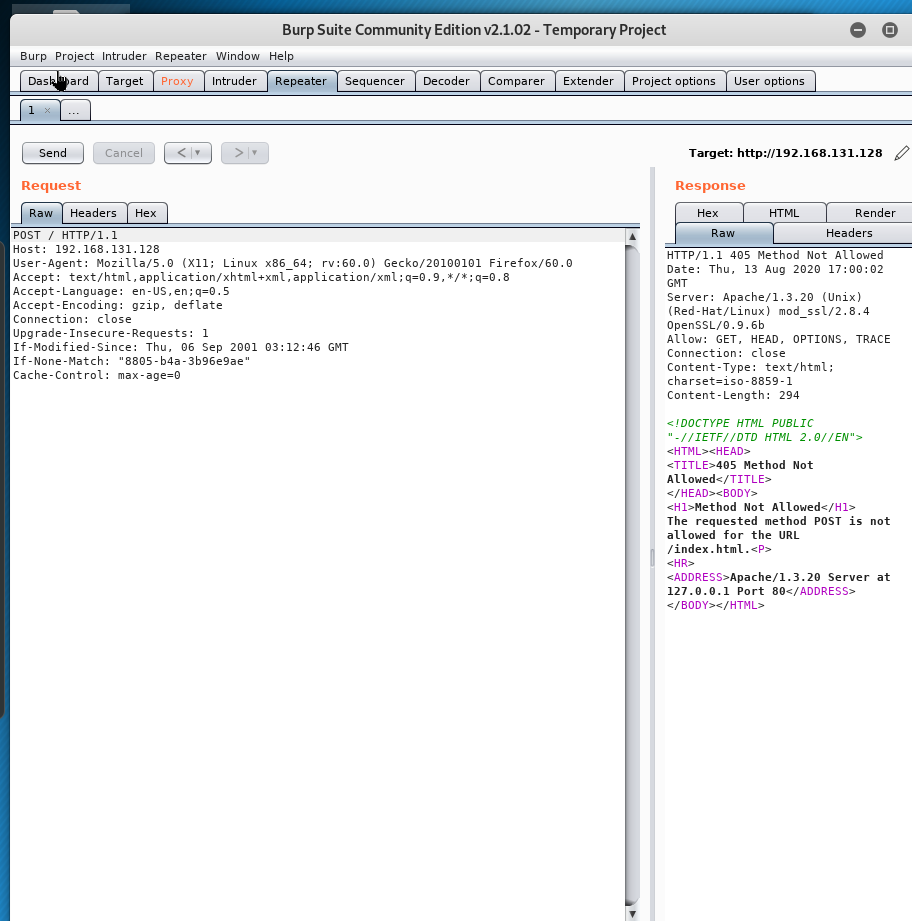 Burp Suite Community Edition v2.1.02 - Temporary Project
Burp Project Intruder Repeater Window Help
Dashboard Target Proxy Intruder Repeater Sequencer Decoder Comparer Extender Project options User options
1 × ...
Send Cancel < > Target: http://192.168.131.128
Request
Raw Headers Hex
POST / HTTP/1.1
Host: 192.168.131.128
User-Agent: Mozilla/5.0 (X11; Linux x86_64; rv:60.0) Gecko/20100101 Firefox/60.0
Accept: text/html,application/xhtml+xml,application/xml;q=0.9,*/*;q=0.8
Accept-Language: en-US,en;q=0.5
Accept-Encoding: gzip, deflate
Connection: close
Upgrade-Insecure-Requests: 1
If-Modified-Since: Thu, 06 Sep 2001 03:12:46 GMT
If-None-Match: "8805-b4a-3b96e9ae"
Cache-Control: max-age=0
Response
Hex HTML Render
Raw Headers
HTTP/1.1 405 Method Not Allowed
Date: Thu, 13 Aug 2020 17:00:02
GMT
Server: Apache/1.3.20 (Unix)
(Red-Hat/Linux) mod_ssl/2.8.4
OpenSSL/0.9.6b
Allow: GET, HEAD, OPTIONS, TRACE
Connection: close
Content-Type: text/html;
charset=iso-8859-1
Content-Length: 294
<!DOCTYPE HTML PUBLIC
"-//IETF//DTD HTML 2.0//EN">
<HTML><HEAD>
<TITLE>405 Method Not
Allowed</TITLE>
</HEAD><BODY>
<H1>Method Not Allowed</H1>
The requested method POST is not
allowed for the URL
/index.html.<P>
<HR>
<ADDRESS>Apache/1.3.20 Server at
127.0.0.1 Port 80</ADDRESS>
</BODY></HTML>